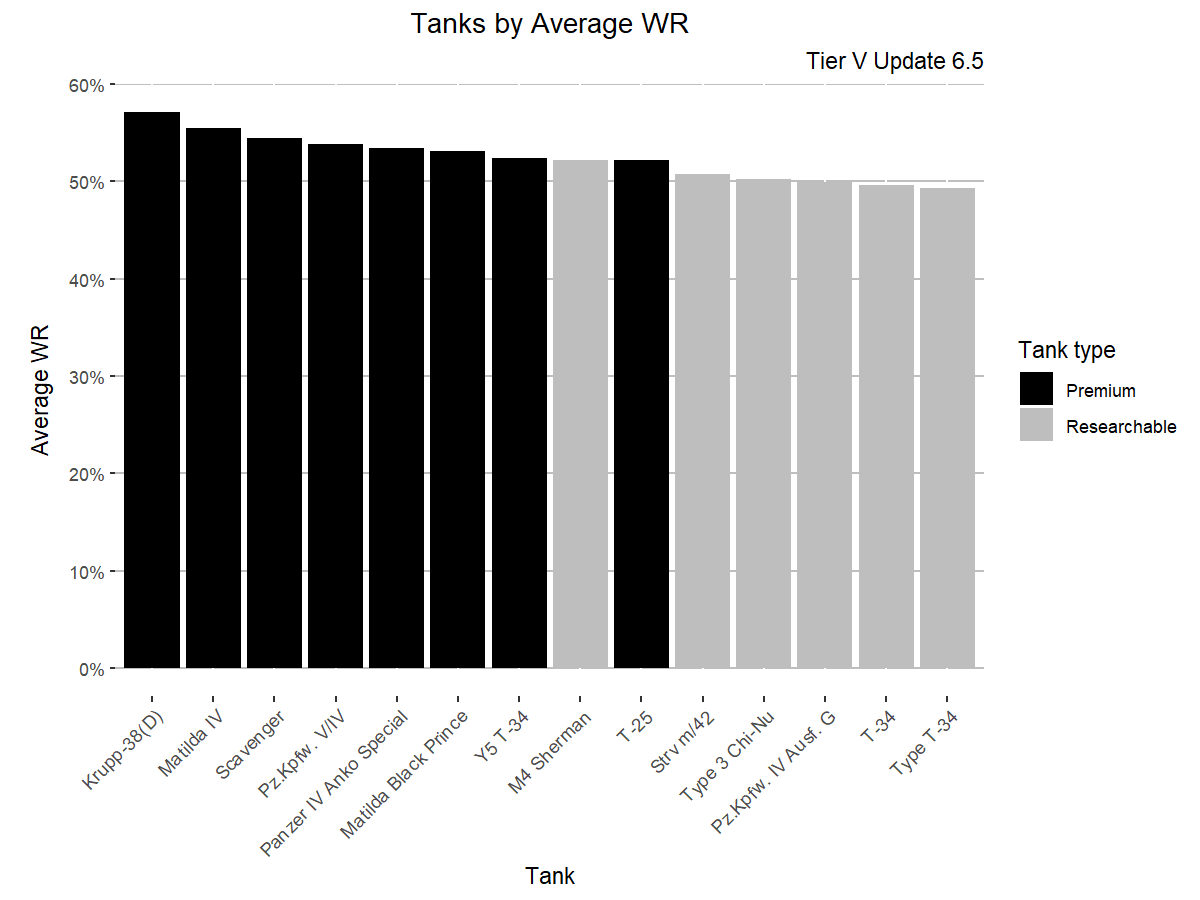 Tanks by Average WR
Tier V Update 6.5
60%
50%
40%
30%
20%
10%
0%
Average WR
Krupp-38(D)
Matilda IV
Scavenger
Pz.Kpfw. V/IV
Panzer IV Anko Special
Matilda Black Prince
Y5 T-34
M4 Sherman
T-25
Strv m/42
Type 3 Chi-Nu
Pz.Kpfw. IV Ausf. G
T-34
Type T-34
Tank
Tank type
Premium
Researchable